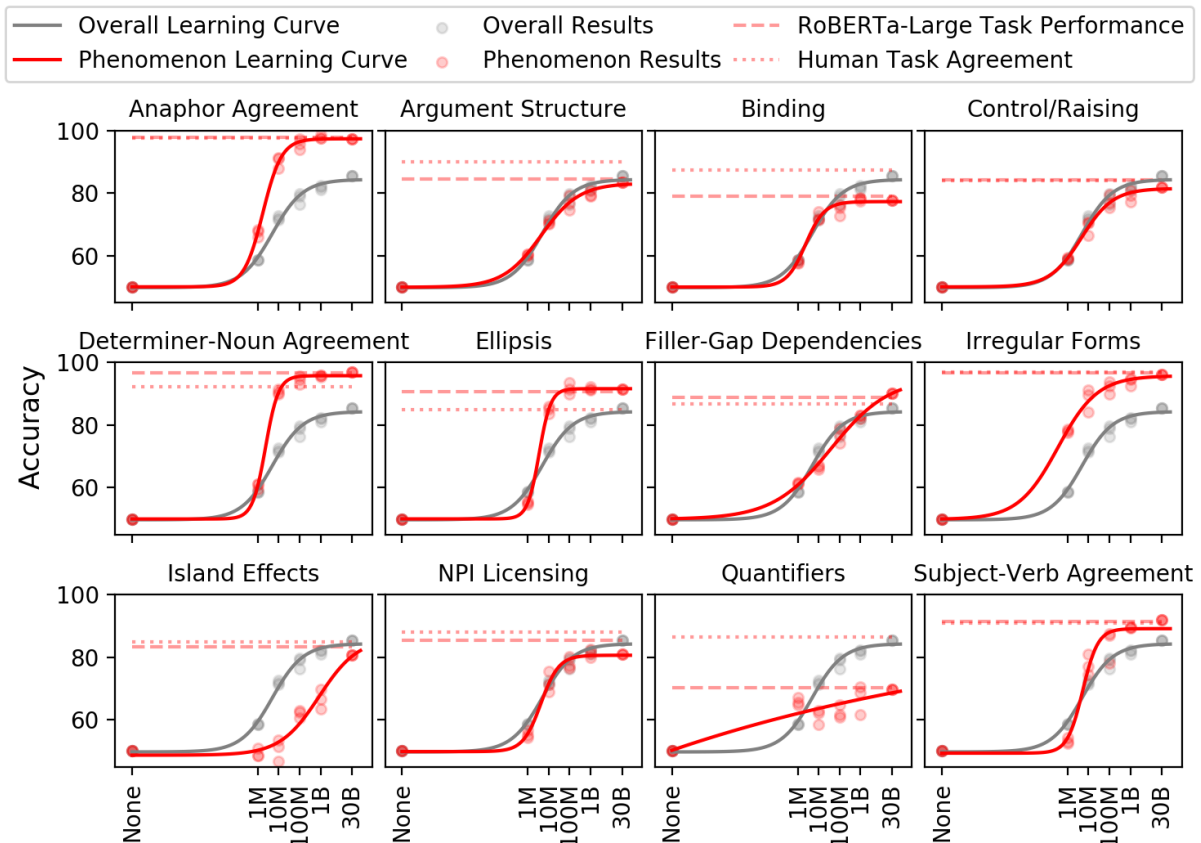 Overall Learning Curve Overall Results RoBERTa-Large Task Performance
Phenomenon Learning Curve Phenomenon Results Human Task Agreement
Anaphor Agreement Argument Structure Binding Control/Raising
100
80
60
Determiner-Noun Agreement Ellipsis Filler-Gap Dependencies Irregular Forms
100
80
60
Accuracy
Island Effects NPI Licensing Quantifiers Subject-Verb Agreement
100
80
60
None 1M 10M 100M 1B 30B None 1M 10M 100M 1B 30B None 1M 10M 100M 1B 30B None 1M 10M 100M 1B 30B